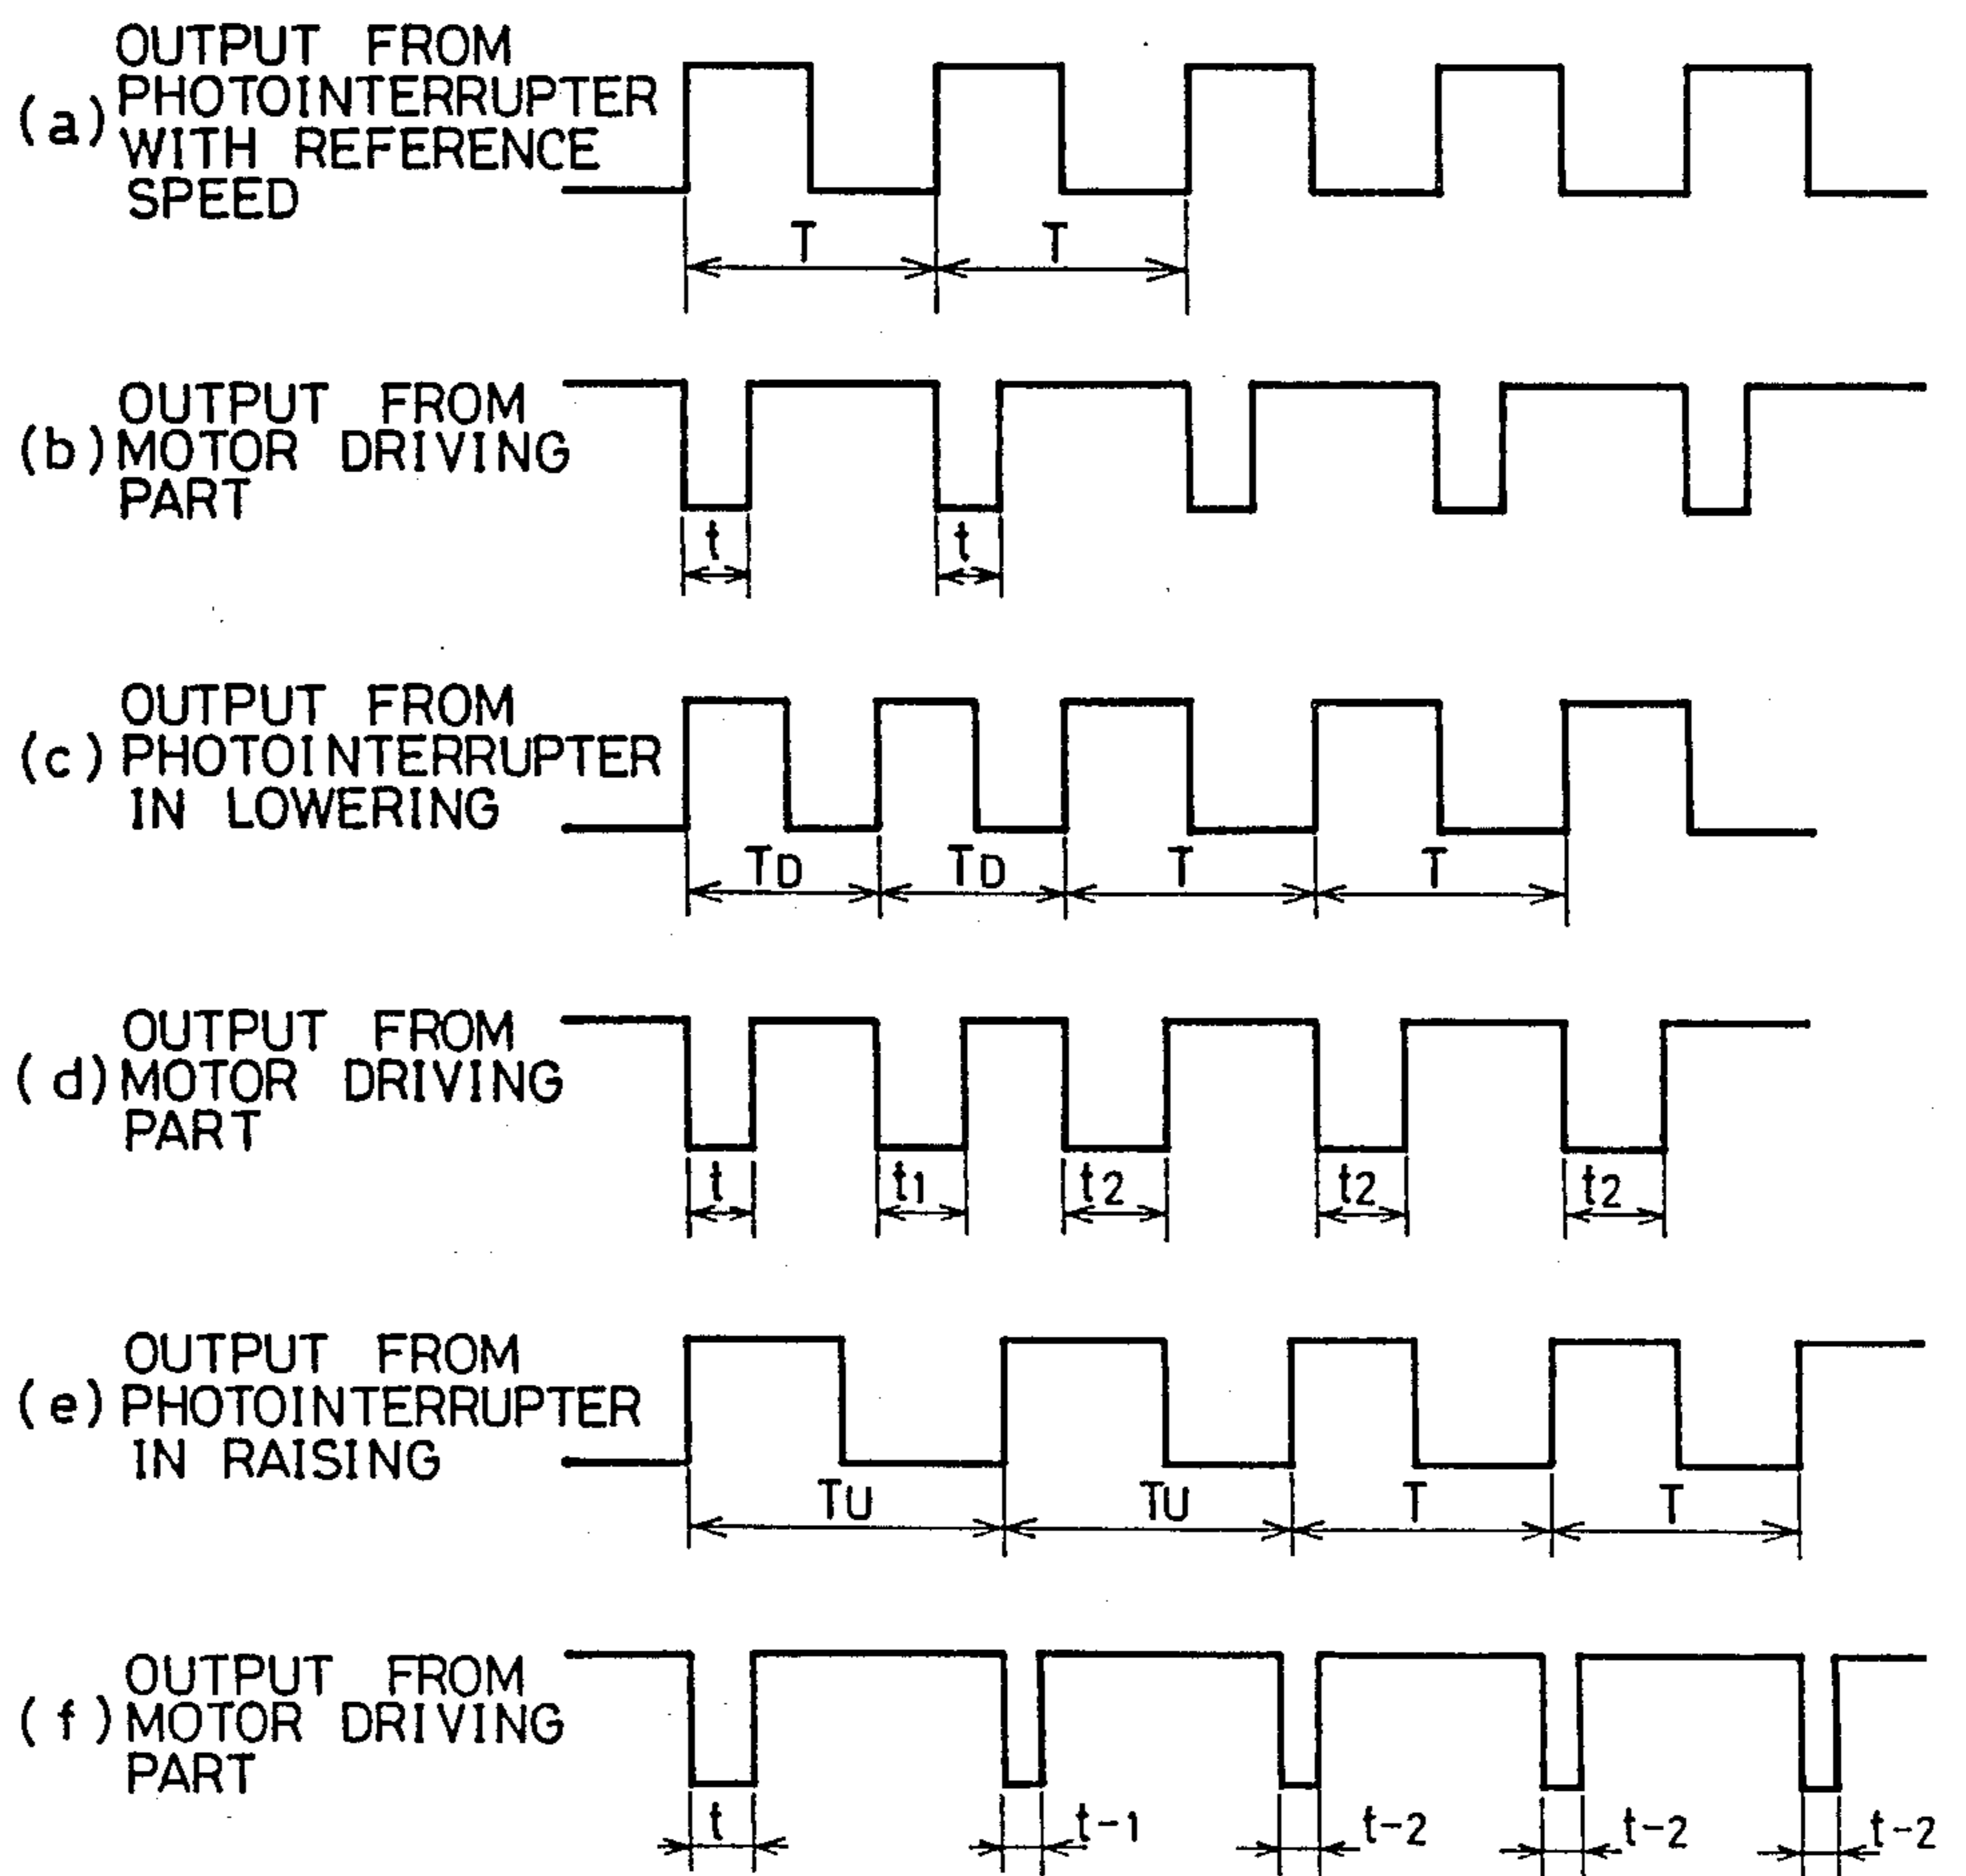 OUTPUT FROM
(a) PHOTOINTERRUPTER
WITH REFERENCE
SPEED
T T
OUTPUT FROM
(b) MOTOR DRIVING
PART
t t
OUTPUT FROM
(c) PHOTOINTERRUPTER
IN LOWERING
TD TD T T
OUTPUT FROM
(d) MOTOR DRIVING
PART
t t1 t2 t2 t2
OUTPUT FROM
(e) PHOTOINTERRUPTER
IN RAISING
TU TU T T
OUTPUT FROM
(f) MOTOR DRIVING
PART
t t-1 t-2 t-2 t-2